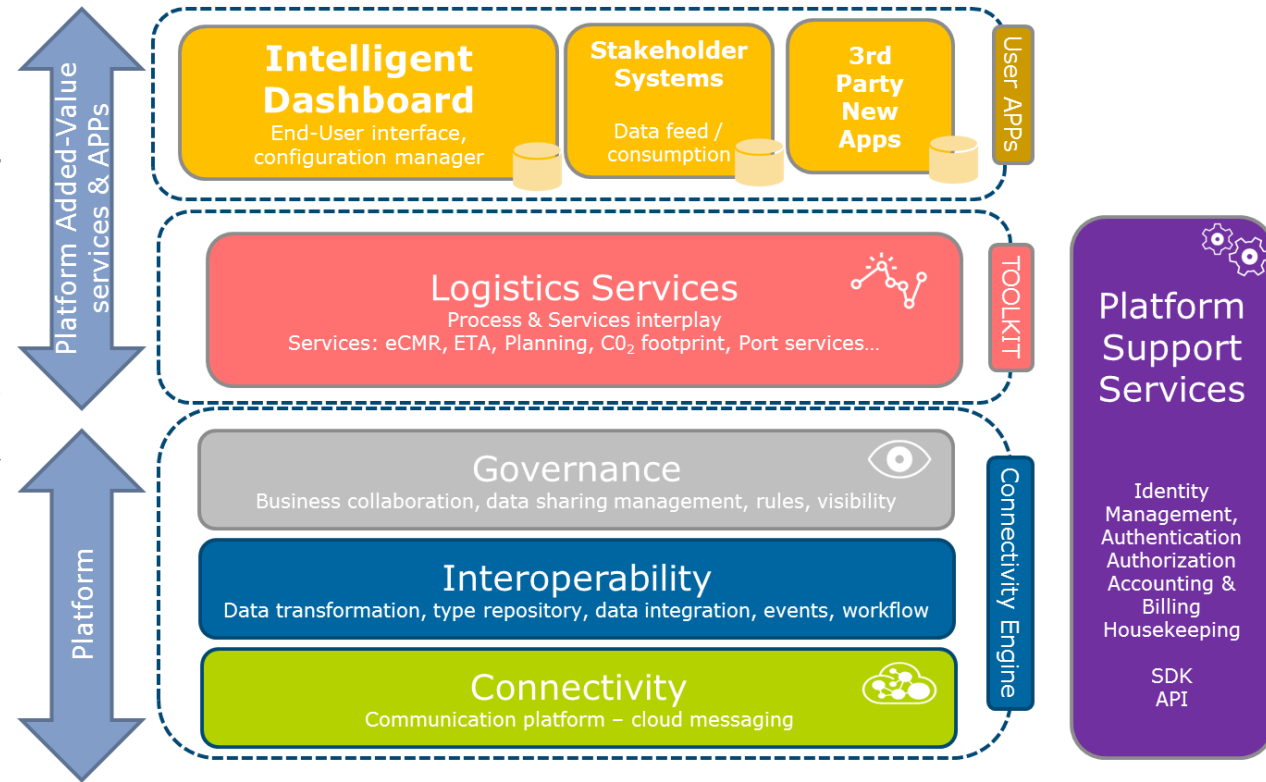 Platform Added-Value
services & APPs
Intelligent
Dashboard
End-User interface,
configuration manager
Stakeholder
Systems
Data feed /
consumption
3rd
Party
New
Apps
User APPs
Logistics Services
Process & Services interplay
Services: eCMR, ETA, Planning, C0₂ footprint, Port services...
TOOLKIT
Platform
Governance
Business collaboration, data sharing management, rules, visibility
Interoperability
Data transformation, type repository, data integration, events, workflow
Connectivity
Communication platform – cloud messaging
Connectivity Engine
Platform
Support
Services
Identity
Management,
Authentication
Authorization
Accounting &
Billing
Housekeeping
SDK
API